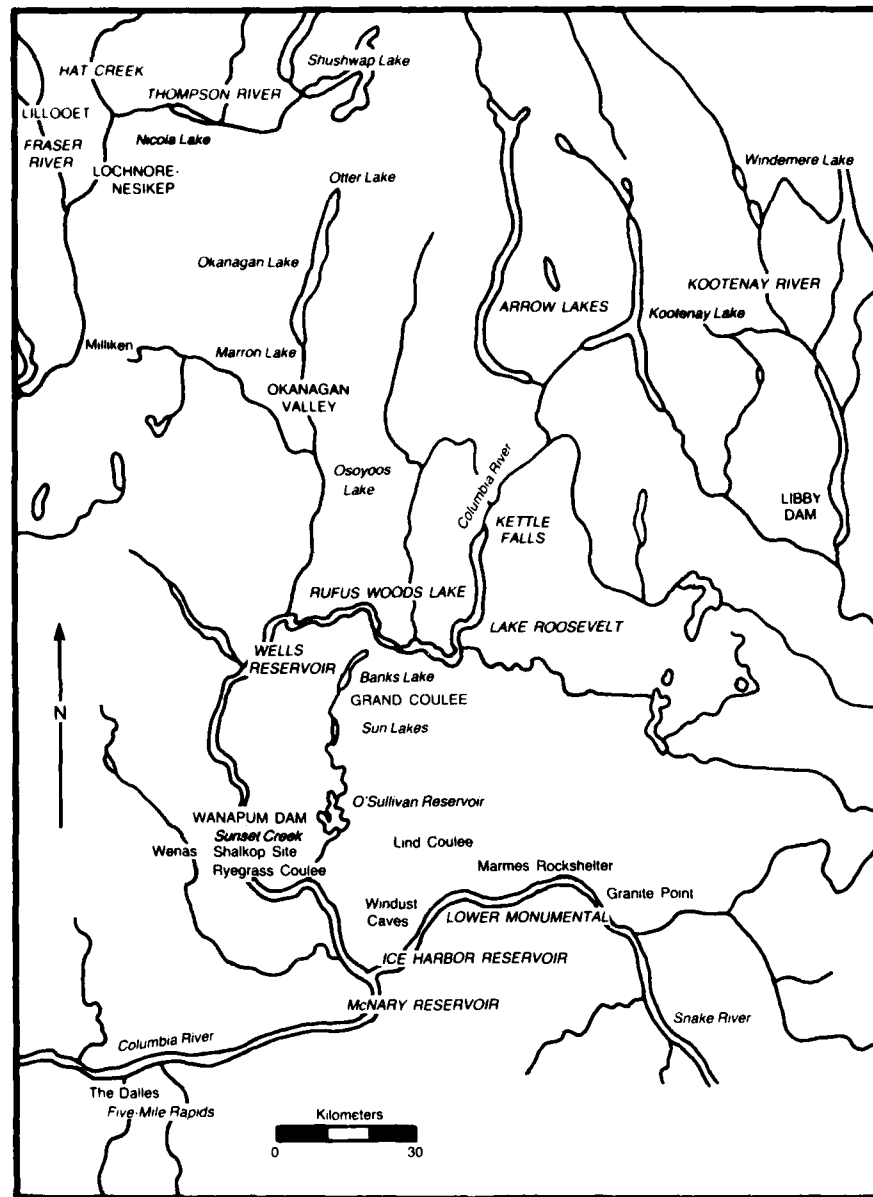 Shushwap Lake
HAT CREEK
THOMPSON RIVER
LILLOOET
FRASER
RIVER
Nicola Lake
LOCHNORE-
NESIKEP
Windemere Lake
Otter Lake
Okanagan Lake
KOOTENAY RIVER
ARROW LAKES
Kootenay Lake
Milliken
Marron Lake
OKANAGAN
VALLEY
Columbia River
Osoyoos
Lake
LIBBY
DAM
KETTLE
FALLS
RUFUS WOODS LAKE
LAKE ROOSEVELT
WELLS
RESERVOIR
Banks Lake
GRAND COULEE
N
Sun Lakes
O'Sullivan Reservoir
WANAPUM DAM
Sunset Creek
Wenas
Shalkop Site
Ryegrass Coulee
Lind Coulee
Marmes Rockshelter
Granite Point
Windust
Caves
LOWER MONUMENTAL
ICE HARBOR RESERVOIR
McNARY RESERVOIR
Snake River
Columbia River
The Dalles
Five-Mile Rapids
Kilometers
0 30